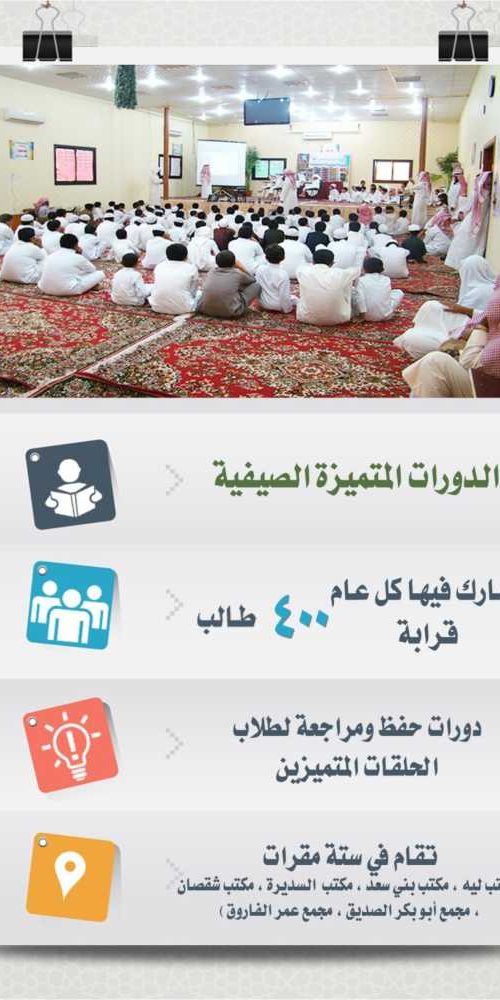 الدورات المتميزة الصيفية
ارك فيها كل عام
قرابة ٤٠٠ طالب
دورات حفظ ومراجعة لطلاب
الحلقات المتميزين
تقام في ستة مقرات
تب ليه ، مكتب بني سعد ، مكتب السديرة ، مكتب شقصان
، مجمع أبو بكر الصديق ، مجمع عمر الفاروق )